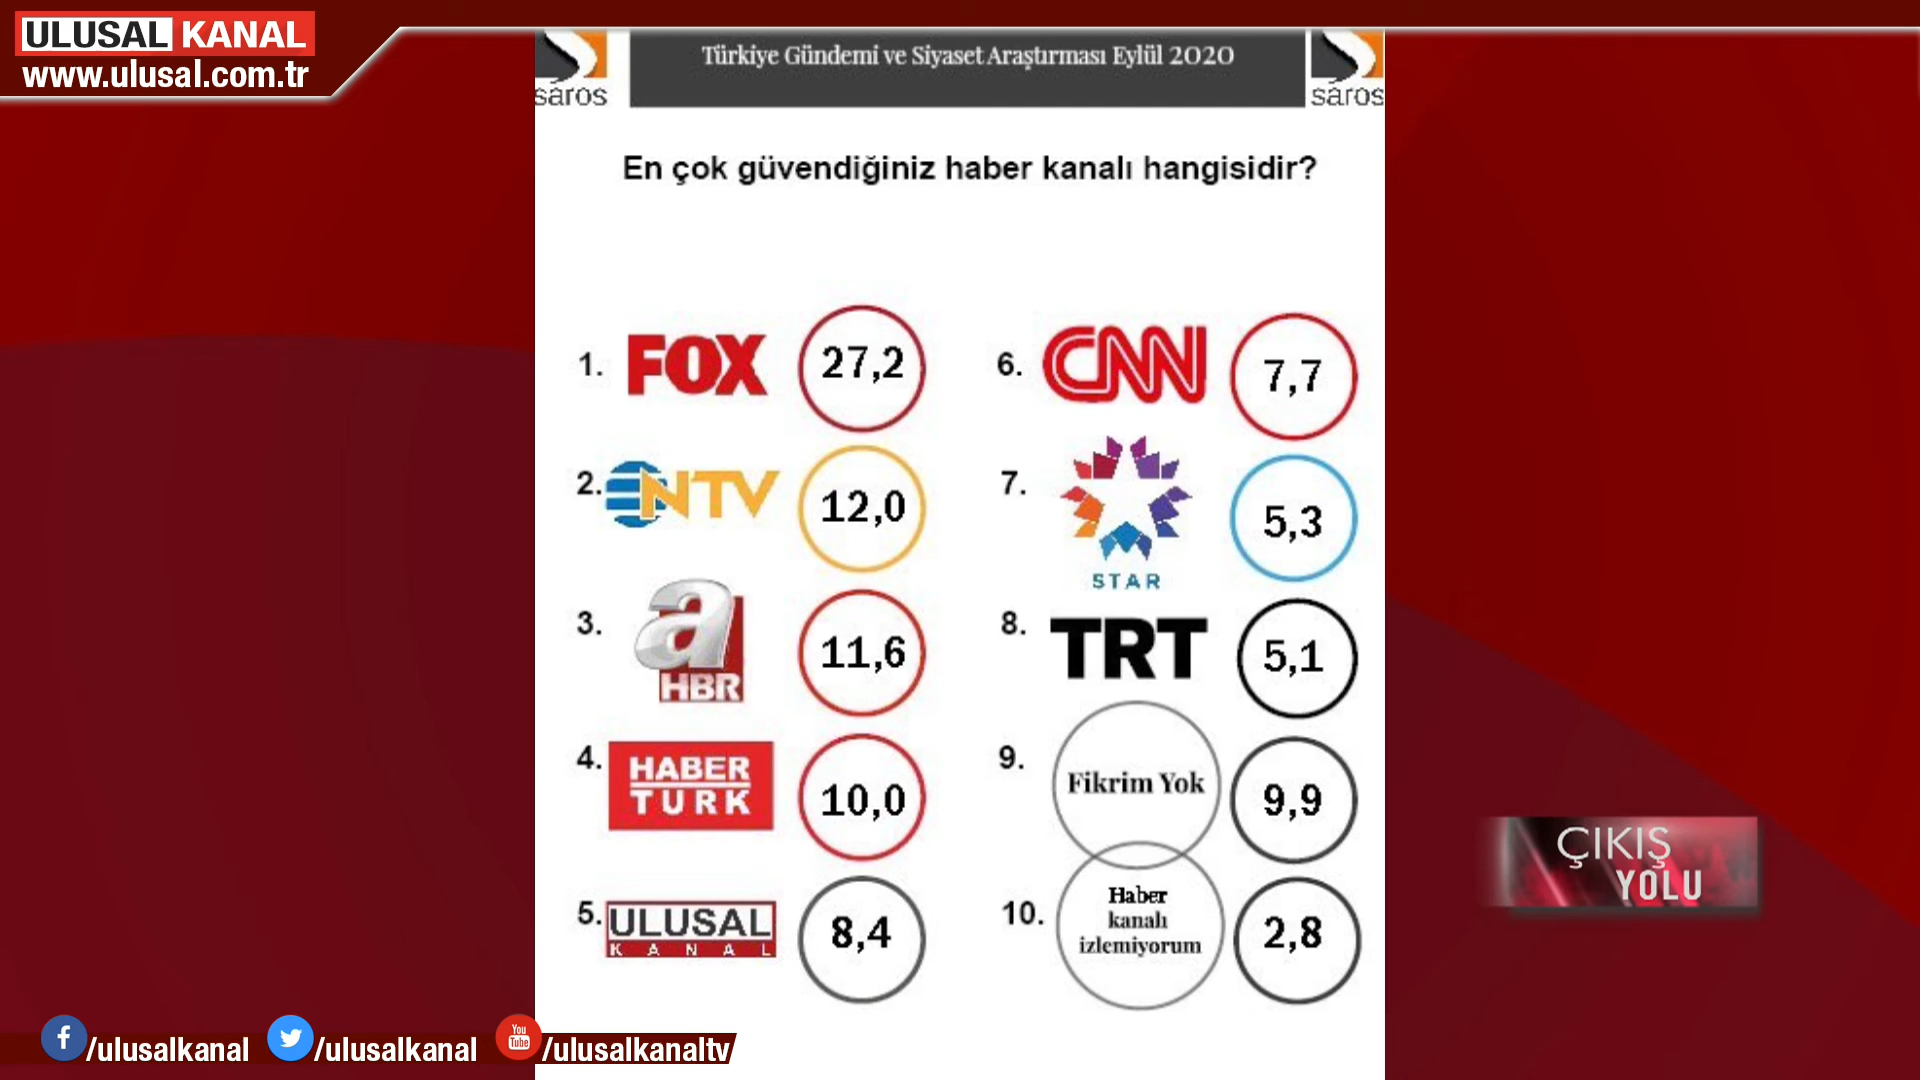 ULUSAL KANAL
www.ulusal.com.tr
saros
Türkiye Gündemi ve Siyaset Araştırması Eylül 2020
saros
En çok güvendiğiniz haber kanalı hangisidir?
1. FOX 27,2
2. NTV 12,0
3. a HBR 11,6
4. HABER TURK 10,0
5. ULUSAL KANAL 8,4
6. CNN 7,7
7. STAR 5,3
8. TRT 5,1
9. Fikrim Yok 9,9
10. Haber kanalı izlemiyorum 2,8
ÇIKIŞ
YOLU
f /ulusalkanal /ulusalkanal You Tube /ulusalkanaltv